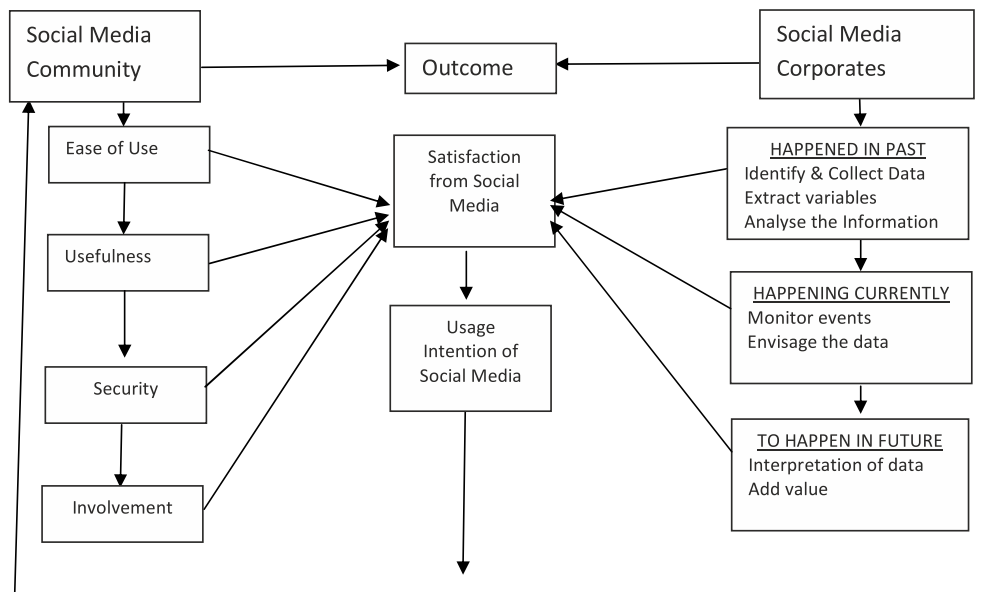 Social Media
Community
Outcome
Social Media
Corporates
Ease of Use
Usefulness
Security
Involvement
Satisfaction
from Social
Media
Usage
Intention of
Social Media
HAPPENED IN PAST
Identify & Collect Data
Extract variables
Analyse the Information
HAPPENING CURRENTLY
Monitor events
Envisage the data
TO HAPPEN IN FUTURE
Interpretation of data
Add value